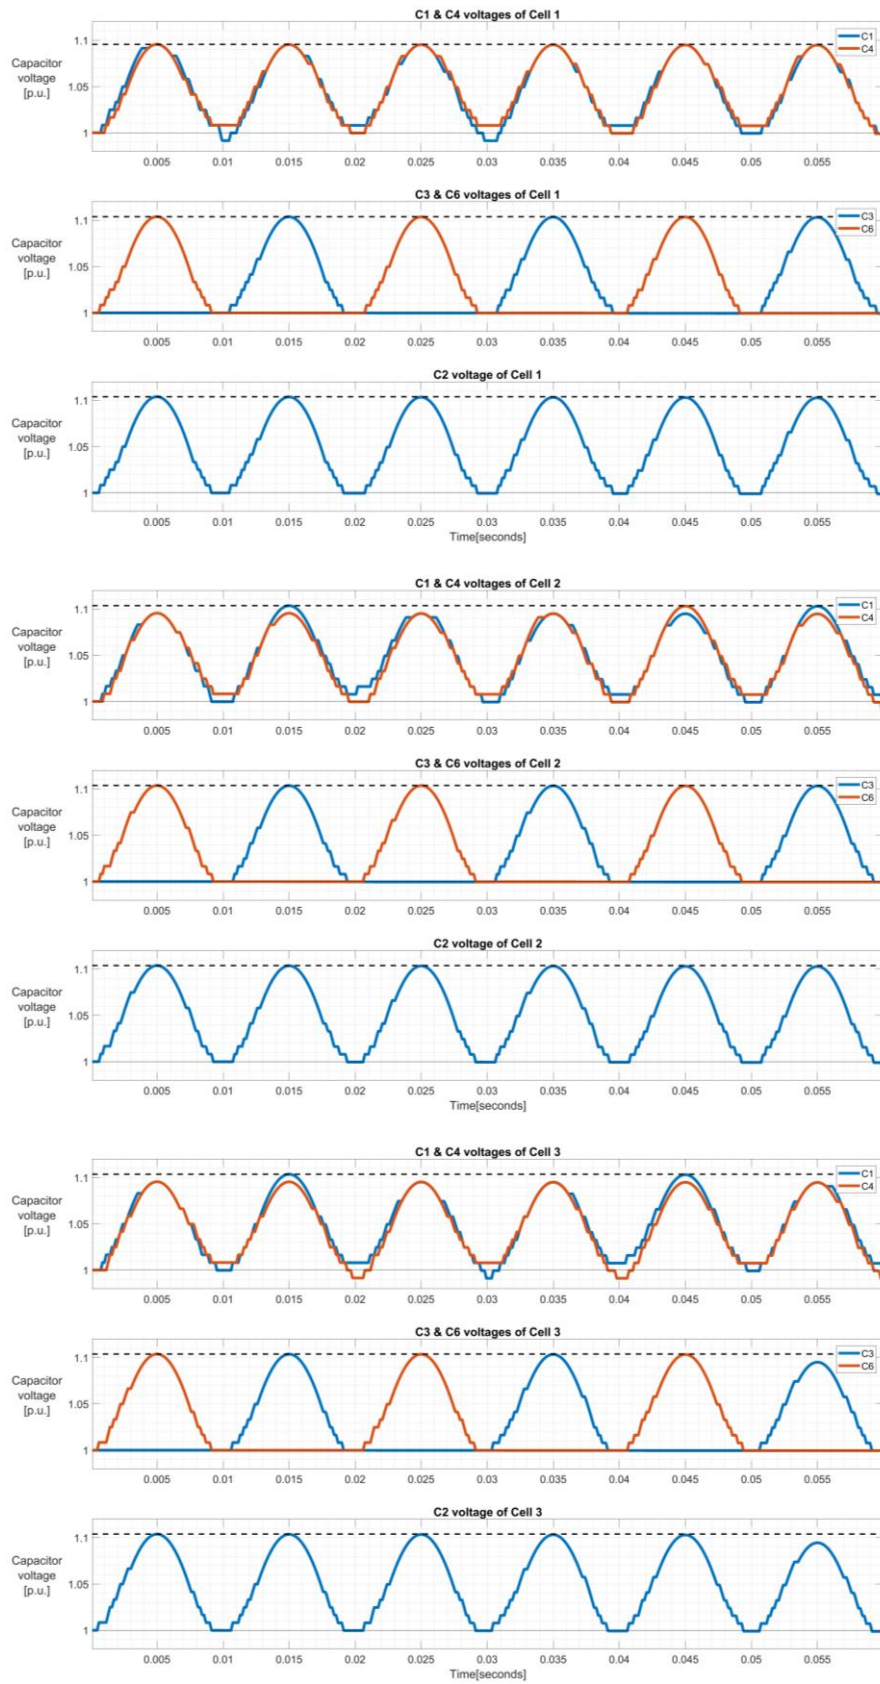 C1 & C4 voltages of Cell 1
Capacitor
voltage
[p.u.]
1.1
1.05
1
C1
C4
0.005 0.01 0.015 0.02 0.025 0.03 0.035 0.04 0.045 0.05 0.055
C3 & C6 voltages of Cell 1
Capacitor
voltage
[p.u.]
1.1
1.05
1
C3
C6
0.005 0.01 0.015 0.02 0.025 0.03 0.035 0.04 0.045 0.05 0.055
C2 voltage of Cell 1
Capacitor
voltage
[p.u.]
1.1
1.05
1
0.005 0.01 0.015 0.02 0.025 0.03 0.035 0.04 0.045 0.05 0.055
Time[seconds]
C1 & C4 voltages of Cell 2
Capacitor
voltage
[p.u.]
1.1
1.05
1
C1
C4
0.005 0.01 0.015 0.02 0.025 0.03 0.035 0.04 0.045 0.05 0.055
C3 & C6 voltages of Cell 2
Capacitor
voltage
[p.u.]
1.1
1.05
1
C3
C6
0.005 0.01 0.015 0.02 0.025 0.03 0.035 0.04 0.045 0.05 0.055
C2 voltage of Cell 2
Capacitor
voltage
[p.u.]
1.1
1.05
1
0.005 0.01 0.015 0.02 0.025 0.03 0.035 0.04 0.045 0.05 0.055
Time[seconds]
C1 & C4 voltages of Cell 3
Capacitor
voltage
[p.u.]
1.1
1.05
1
C1
C4
0.005 0.01 0.015 0.02 0.025 0.03 0.035 0.04 0.045 0.05 0.055
C3 & C6 voltages of Cell 3
Capacitor
voltage
[p.u.]
1.1
1.05
1
C3
C6
0.005 0.01 0.015 0.02 0.025 0.03 0.035 0.04 0.045 0.05 0.055
C2 voltage of Cell 3
Capacitor
voltage
[p.u.]
1.1
1.05
1
0.005 0.01 0.015 0.02 0.025 0.03 0.035 0.04 0.045 0.05 0.055
Time[seconds]